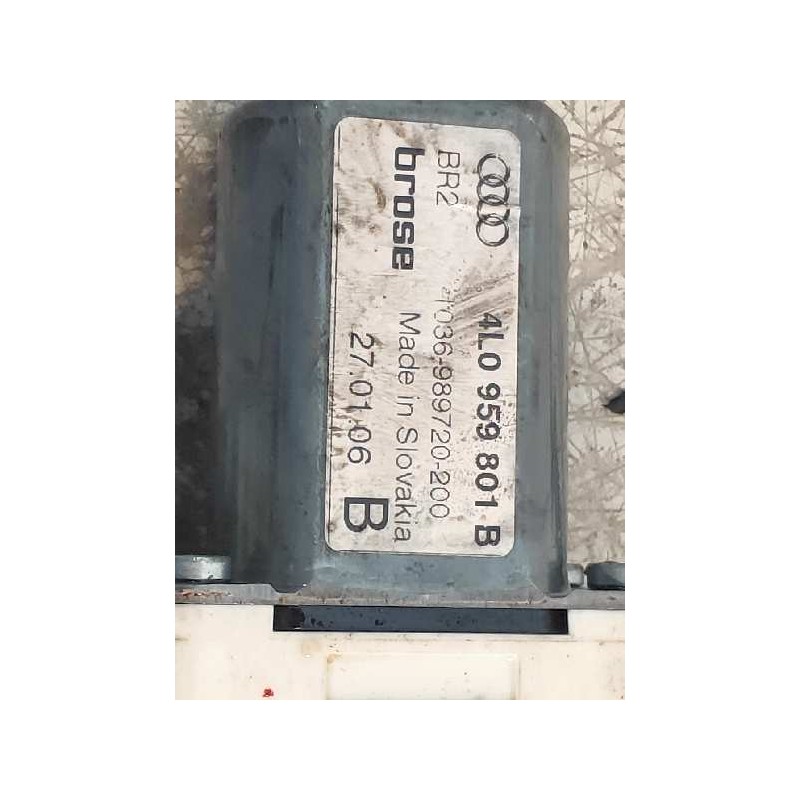 4L0 959 801 B
BR2
1036-989720-200
brose
Made in Slovakia
27.01.06
B